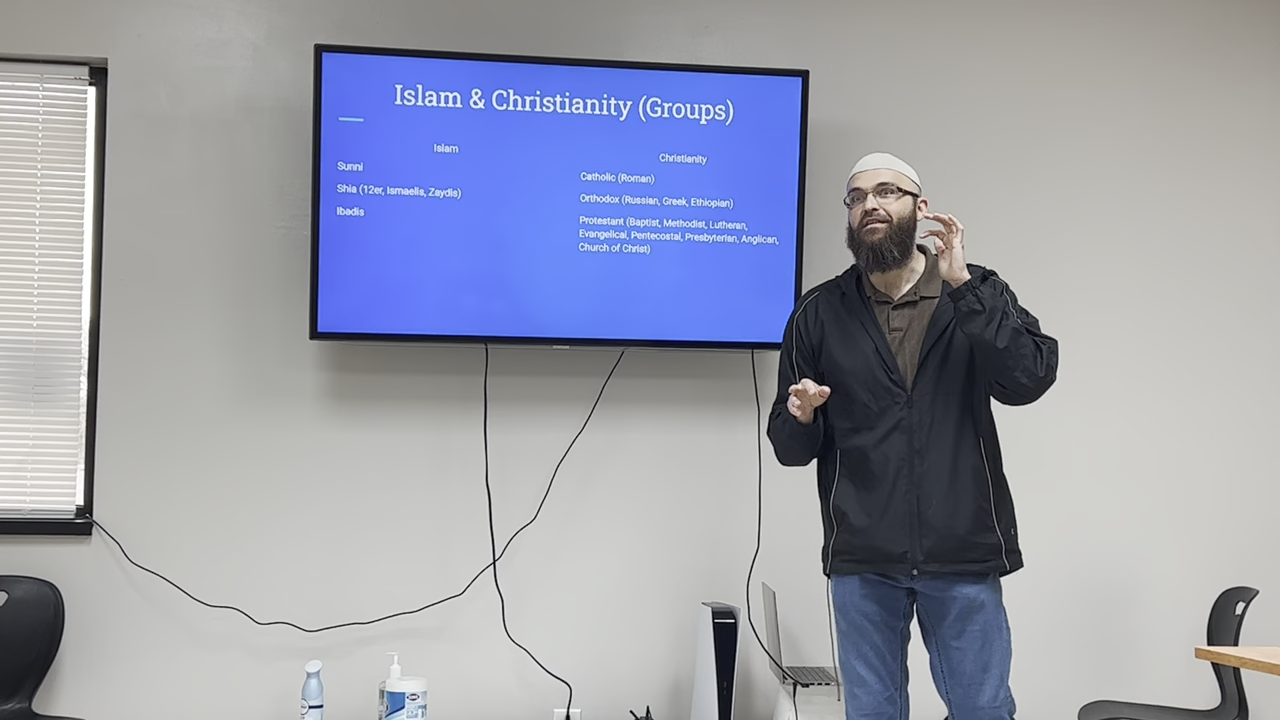 Islam & Christianity (Groups)
Islam
Sunni
Shia (12er, Ismaelis, Zaydis)
Ibadis
Christianity
Catholic (Roman)
Orthodox (Russian, Greek, Ethiopian)
Protestant (Baptist, Methodist, Lutheran,
Evangelical, Pentecostal, Presbyterian, Anglican,
Church of Christ)